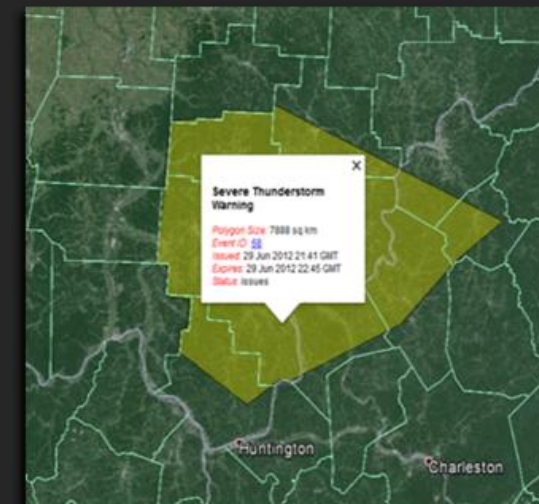 X
Severe Thunderstorm
Warning
Polygon Size: 7888 sq km
Event ID: 68
Issued: 29 Jun 2012 21:41 GMT
Expires: 29 Jun 2012 22:45 GMT
Status: Issues
Huntington
Charleston